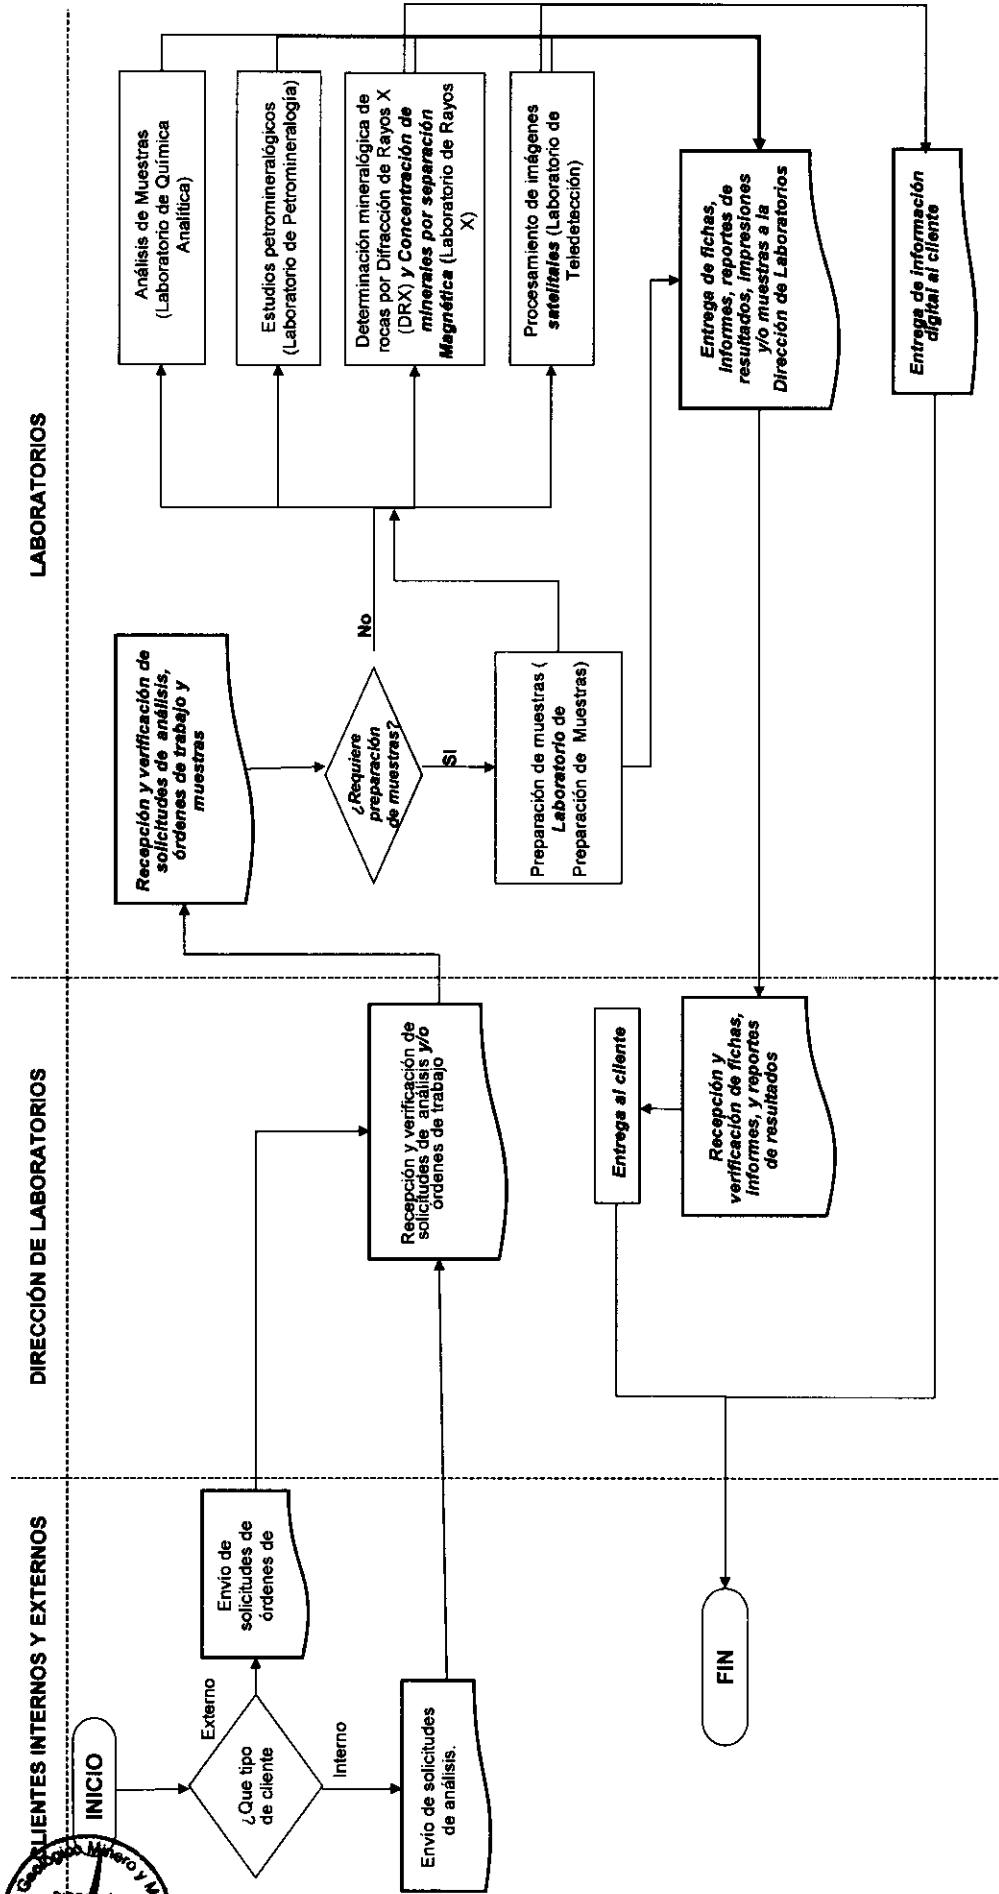 CLIENTES INTERNOS Y EXTERNOS
DIRECCIÓN DE LABORATORIOS
LABORATORIOS
INICIO
¿Que tipo
de cliente
Externo
Interno
Envío de
solicitudes de
órdenes de
Envío de solicitudes
de análisis.
FIN
Recepción y verificación de
solicitudes de análisis y/o
órdenes de trabajo
Entrega al cliente
Recepción y
verificación de fichas,
informes, y reportes
de resultados
Recepción y verificación de
solicitudes de análisis,
órdenes de trabajo y
muestras
¿Requiere
preparación
de muestras?
No
SI
Preparación de muestras (
Laboratorio de
Preparación de Muestras)
Análisis de Muestras
(Laboratorio de Química
Analítica)
Estudios petromineralógicos
(Laboratorio de Petromineralogía)
Determinación mineralógica de
rocas por Difracción de Rayos X
(DRX) y Concentración de
minerales por separación
Magnética (Laboratorio de Rayos
X)
Procesamiento de imágenes
satelitales (Laboratorio de
Teledetección)
Entrega de fichas,
informes, reportes de
resultados, impresiones
y/o muestras a la
Dirección de Laboratorios
Entrega de información
digital al cliente
Geológico Minero y M